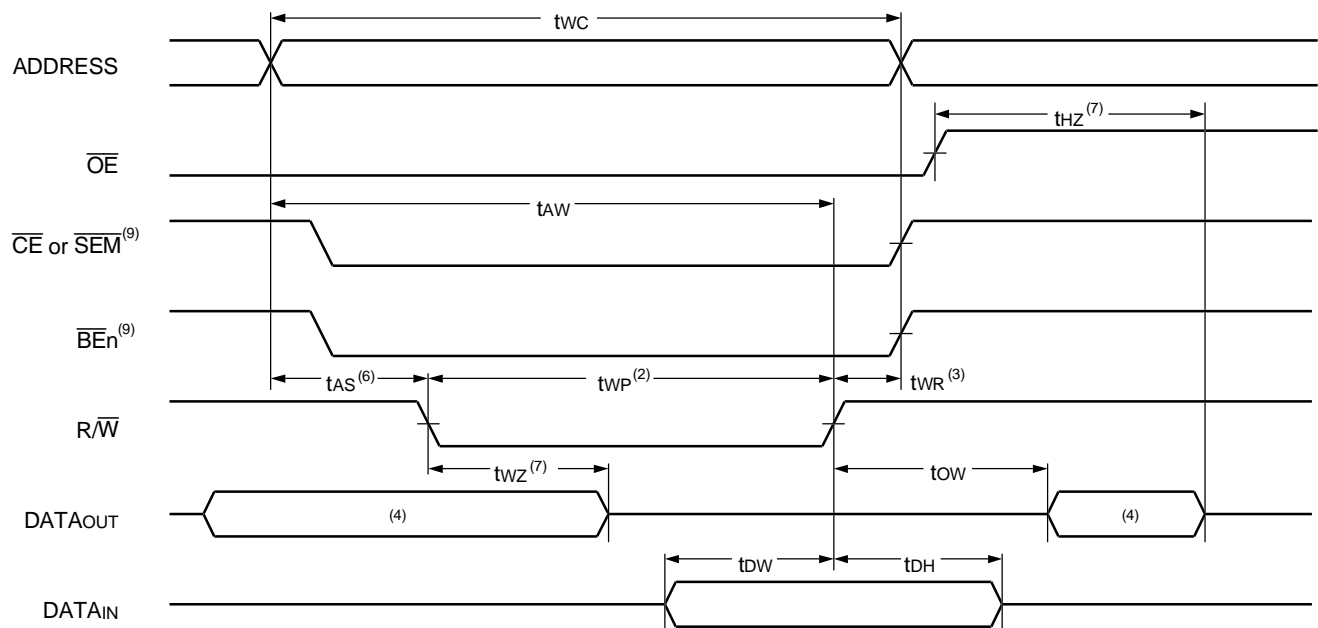 tWC
ADDRESS
tHZ(7)
OE
tAW
CE or SEM(9)
BEn(9)
tAS(6) tWP(2) tWR(3)
R/W
tWZ(7) tOW
DATAOUT (4) (4)
tDW tDH
DATAIN